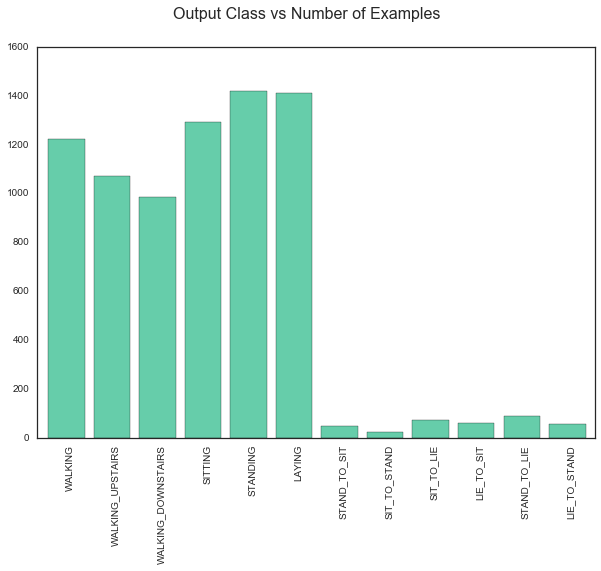 Output Class vs Number of Examples
1600
1400
1200
1000
800
600
400
200
0
WALKING
WALKING_UPSTAIRS
WALKING_DOWNSTAIRS
SITTING
STANDING
LAYING
STAND_TO_SIT
SIT_TO_STAND
SIT_TO_LIE
LIE_TO_SIT
STAND_TO_LIE
LIE_TO_STAND